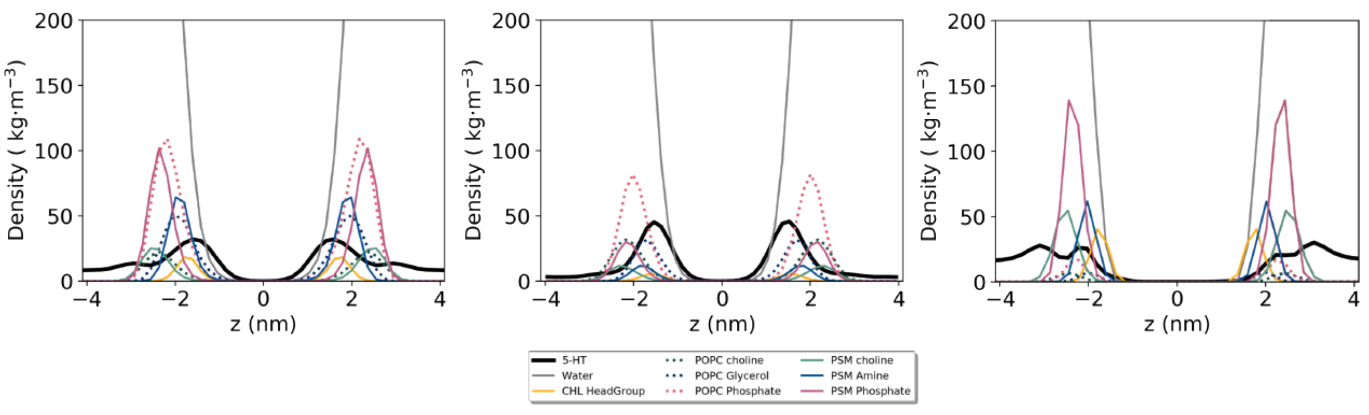 200
150
100
50
0
Density ( kg·m⁻³)
−4 −2 0 2 4
z (nm)
200
150
100
50
0
Density ( kg·m⁻³)
−4 −2 0 2 4
z (nm)
200
150
100
50
0
Density ( kg·m⁻³)
−4 −2 0 2 4
z (nm)
5-HT POPC choline PSM choline
Water POPC Glycerol PSM Amine
CHL HeadGroup POPC Phosphate PSM Phosphate